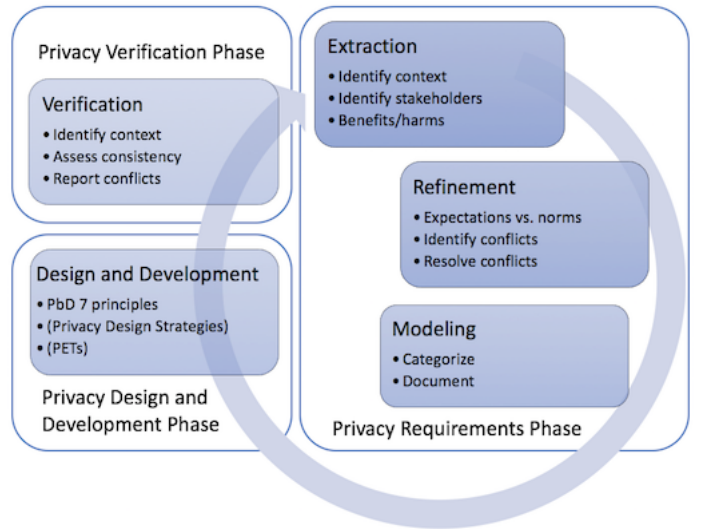 Privacy Verification Phase
Verification
• Identify context
• Assess consistency
• Report conflicts
Extraction
• Identify context
• Identify stakeholders
• Benefits/harms
Refinement
• Expectations vs. norms
• Identify conflicts
• Resolve conflicts
Modeling
• Categorize
• Document
Privacy Requirements Phase
Design and Development
• PbD 7 principles
• (Privacy Design Strategies)
• (PETs)
Privacy Design and
Development Phase